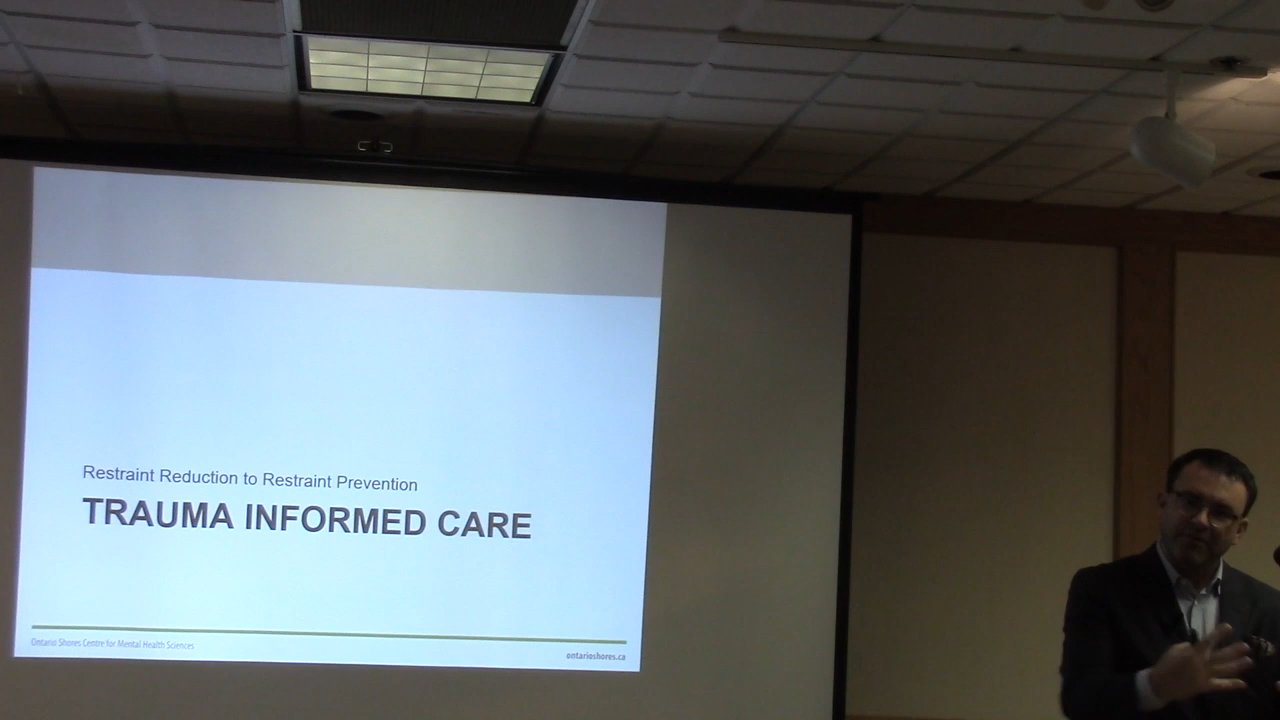 Restraint Reduction to Restraint Prevention
TRAUMA INFORMED CARE
Ontario Shores Centre for Mental Health Sciences
ontarioshores.ca